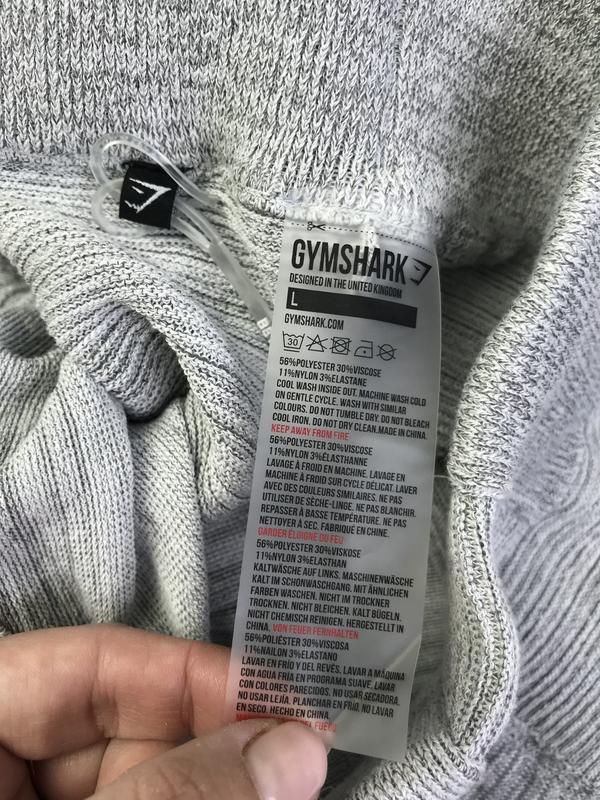 GYMSHARK
DESIGNED IN THE UNITED KINGDOM
L
GYMSHARK.COM
30
56%POLYESTER 30%VISCOSE
11%NYLON 3%ELASTANE
COOL WASH INSIDE OUT. MACHINE WASH COLD
ON GENTLE CYCLE. WASH WITH SIMILAR
COLOURS. DO NOT TUMBLE DRY. DO NOT BLEACH
COOL IRON. DO NOT DRY CLEAN.MADE IN CHINA.
KEEP AWAY FROM FIRE
56%POLYESTER 30%VISCOSE
11%NYLON 3%ÉLASTHANNE
LAVAGE À FROID EN MACHINE. LAVAGE EN
MACHINE À FROID SUR CYCLE DÉLICAT. LAVER
AVEC DES COULEURS SIMILAIRES. NE PAS
UTILISER DE SÈCHE-LINGE. NE PAS BLANCHIR.
REPASSER À BASSE TEMPÉRATURE. NE PAS
NETTOYER À SEC. FABRIQUÉ EN CHINE.
GARDER ÉLOIGNÉ DU FEU
56%POLYESTER 30%VISKOSE
11%NYLON 3%ELASTHAN
KALTWÄSCHE AUF LINKS. MASCHINENWÄSCHE
KALT IM SCHONWASCHGANG. MIT ÄHNLICHEN
FARBEN WASCHEN. NICHT IM TROCKNER
TROCKNEN. NICHT BLEICHEN. KALT BÜGELN.
NICHT CHEMISCH REINIGEN. HERGESTELLT IN
CHINA. VON FEUER FERNHALTEN
56%POLIÉSTER 30%VISCOSA
11%NAILON 3%ELASTANO
LAVAR EN FRÍO Y DEL REVÉS. LAVAR A MÁQUINA
CON AGUA FRÍA EN PROGRAMA SUAVE. LAVAR
CON COLORES PARECIDOS. NO USAR SECADORA.
NO USAR LEJÍA. PLANCHAR EN FRÍO. NO LAVAR
EN SECO. HECHO EN CHINA.
DEL FUEGO